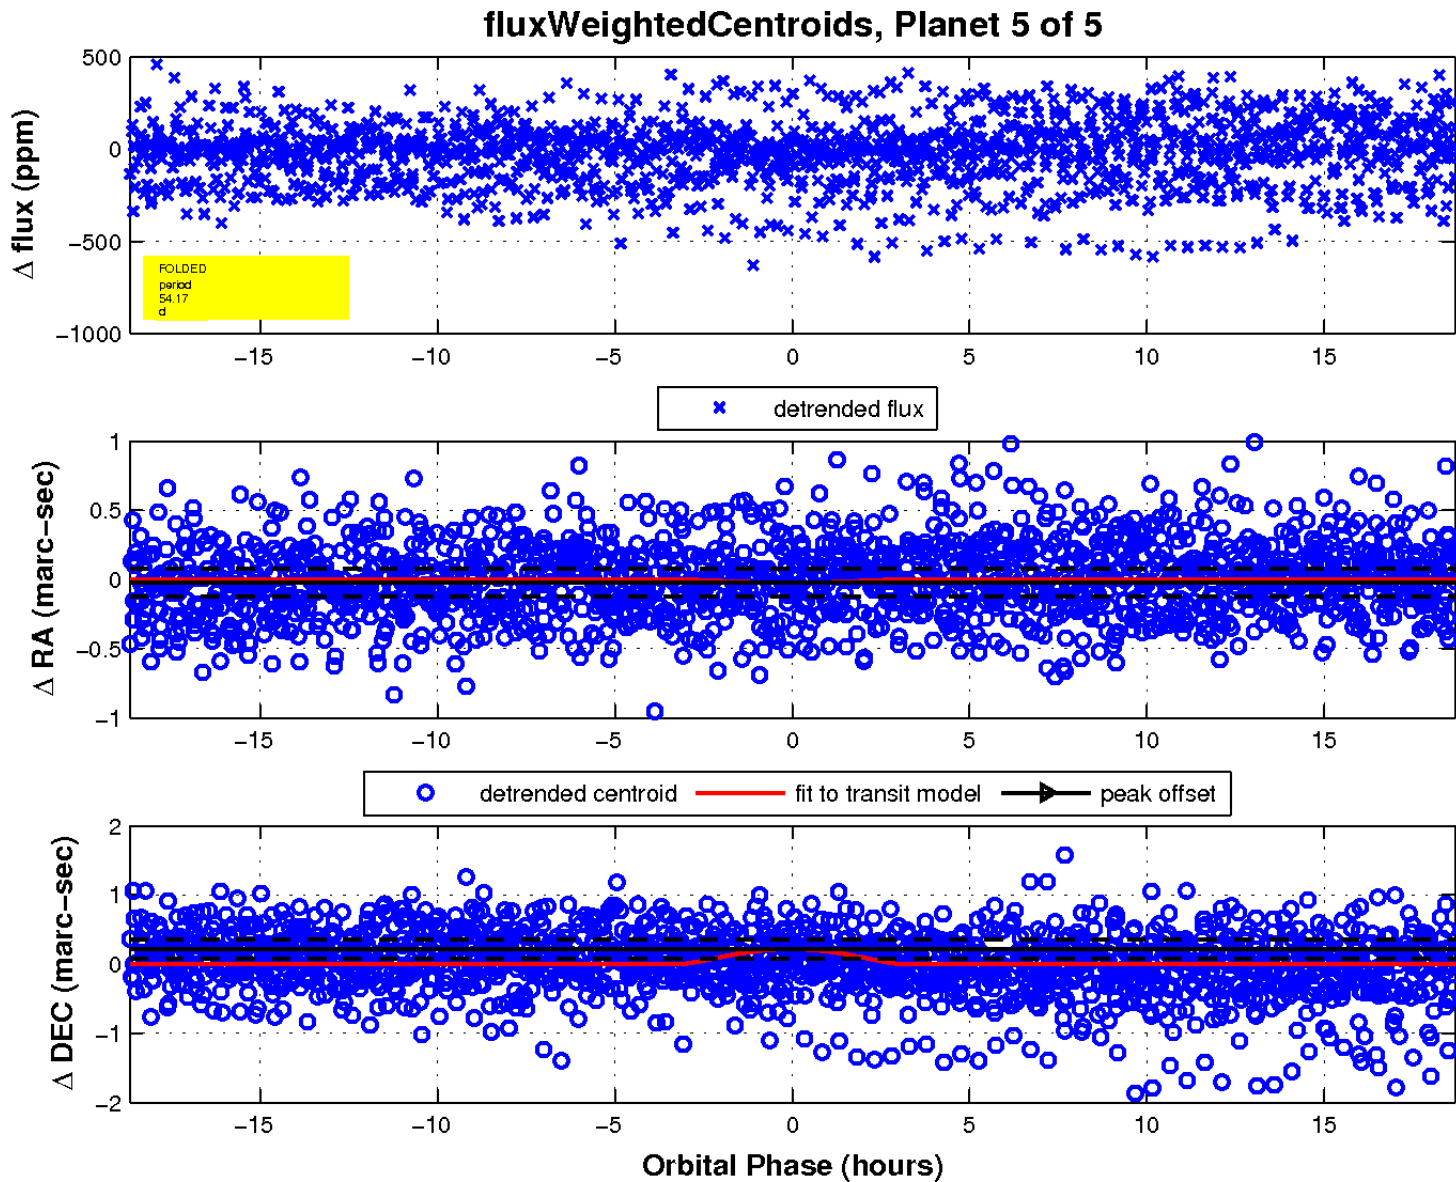 fluxWeightedCentroids, Planet 5 of 5
Δ flux (ppm)
500
0
−500
−1000
FOLDED
period
54.17
d
−15 −10 −5 0 5 10 15
detrended flux
Δ RA (marc−sec)
1
0.5
0
−0.5
−1
−15 −10 −5 0 5 10 15
detrended centroid fit to transit model peak offset
Δ DEC (marc−sec)
2
1
0
−1
−2
−15 −10 −5 0 5 10 15
Orbital Phase (hours)